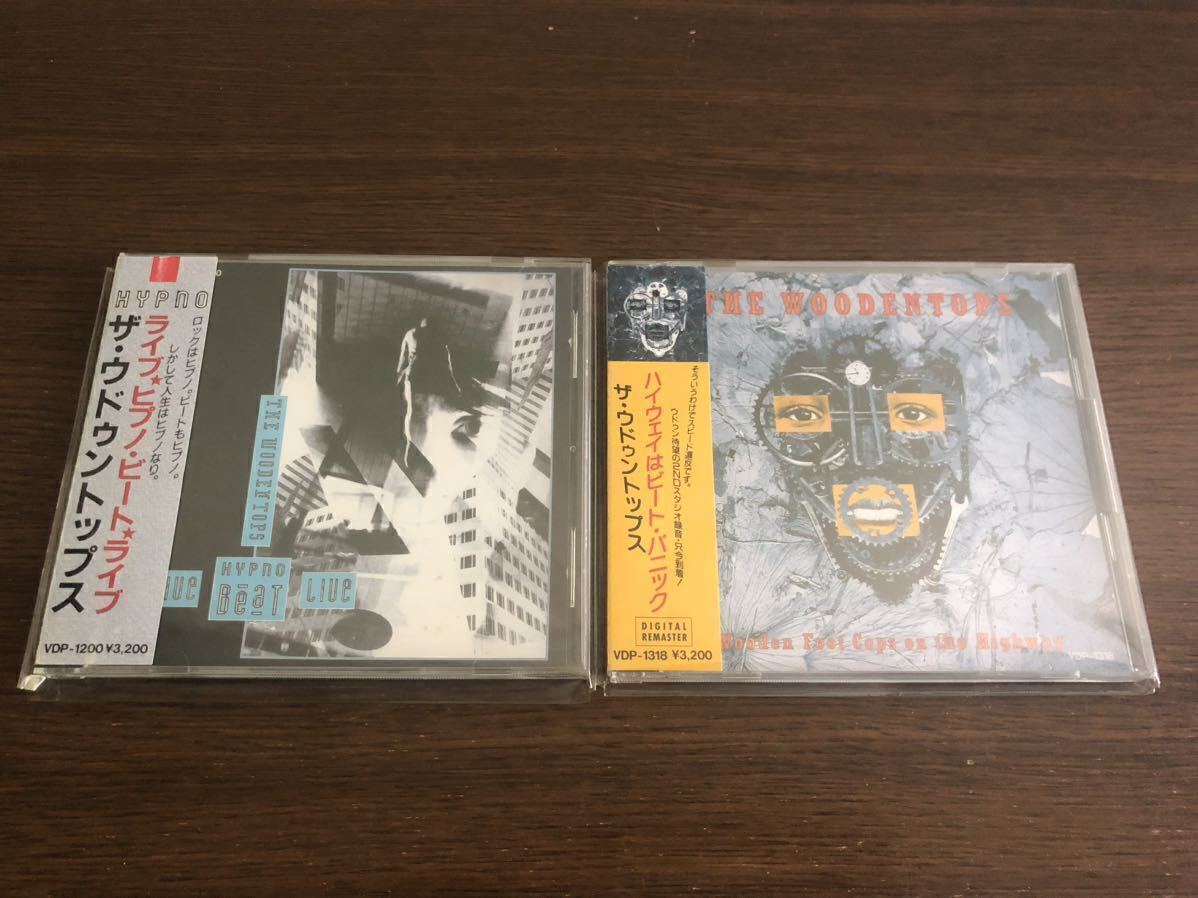 HYPNO
ロックはヒプノ。ビートもヒプノ。
しかして人生はヒプノなり。
ライブ★ヒプノ・ビート★ライブ
ザ・ウドゥントップス
VDP-1200 ¥3,200
THE WOODENTOPS
LIVE
HYPNO
BEAT
LIVE
そういうわけでスピード違反です。
ウドゥン待望の2NDスタジオ録音・只今到着!
ハイウェイはビート・パニック
ザ・ウドゥントップス
DIGITAL
REMASTER
VDP-1318 ¥3,200
THE WOODENTOPS
Wooden Foot Cops on the Highway
VDP-1318